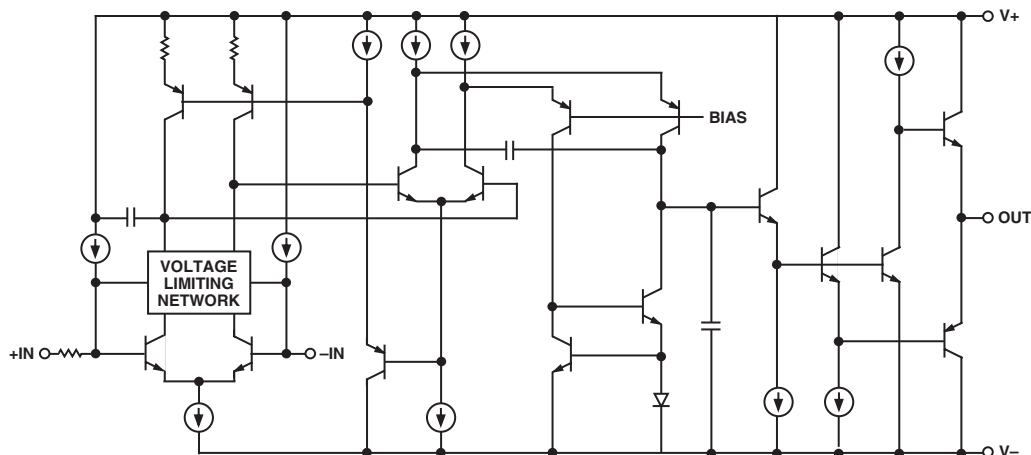 V+
BIAS
OUT
VOLTAGE
LIMITING
NETWORK
+IN
–IN
V–